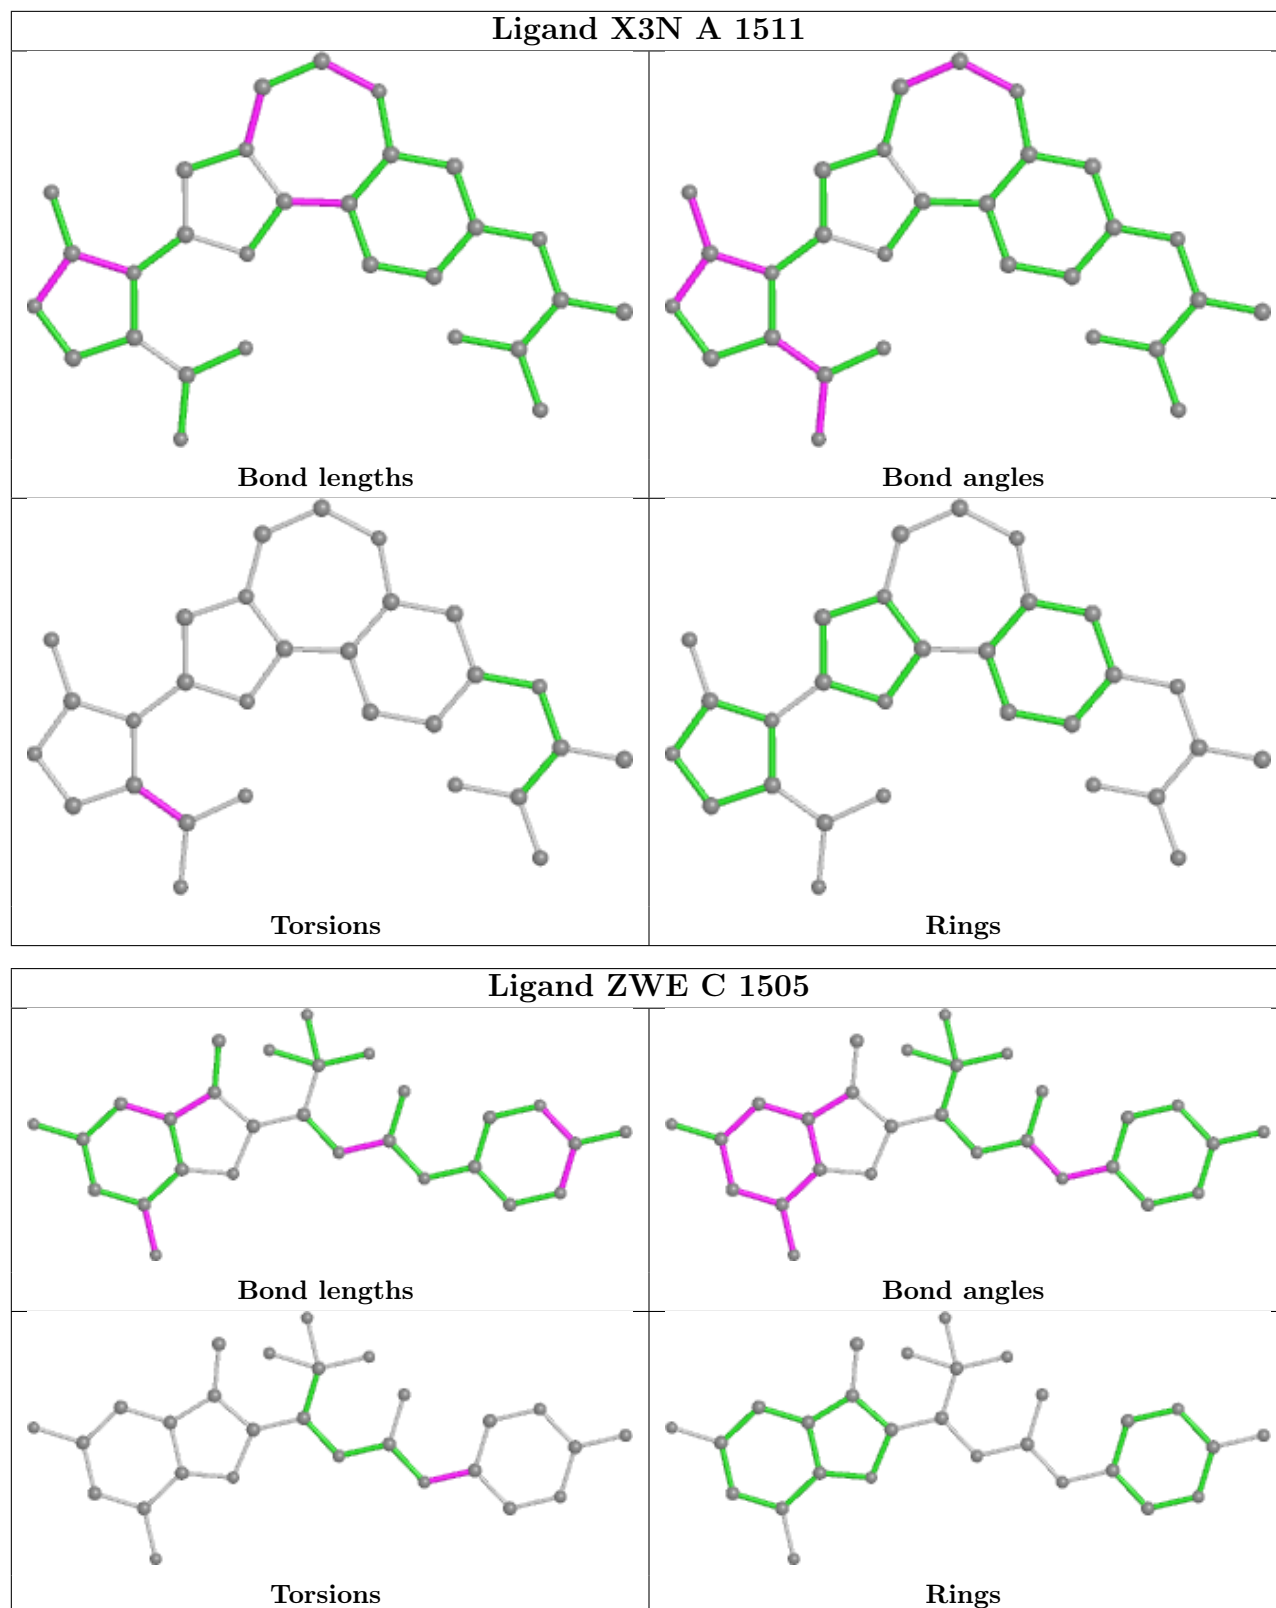 Ligand X3N A 1511
Bond lengths
Bond angles
Torsions
Rings
Ligand ZWE C 1505
Bond lengths
Bond angles
Torsions
Rings